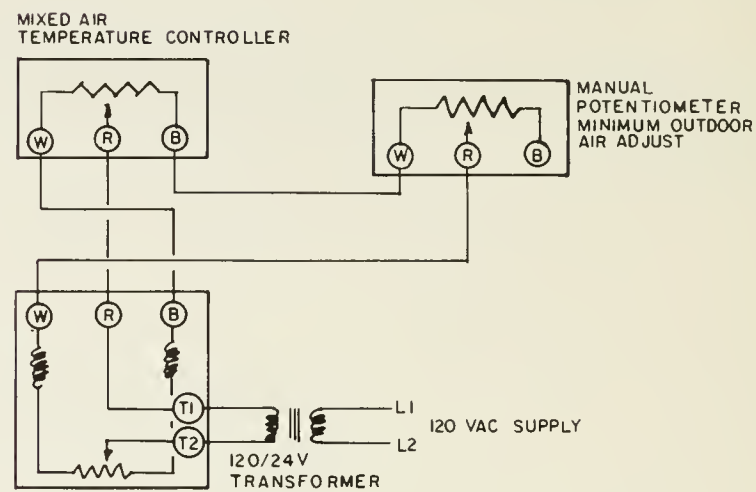 MIXED AIR
TEMPERATURE CONTROLLER
W
R
B
MANUAL
POTENTIOMETER
MINIMUM OUTDOOR
AIR ADJUST
W
R
B
W
R
B
T1
T2
L1
L2
120 VAC SUPPLY
120/24V
TRANSFORMER